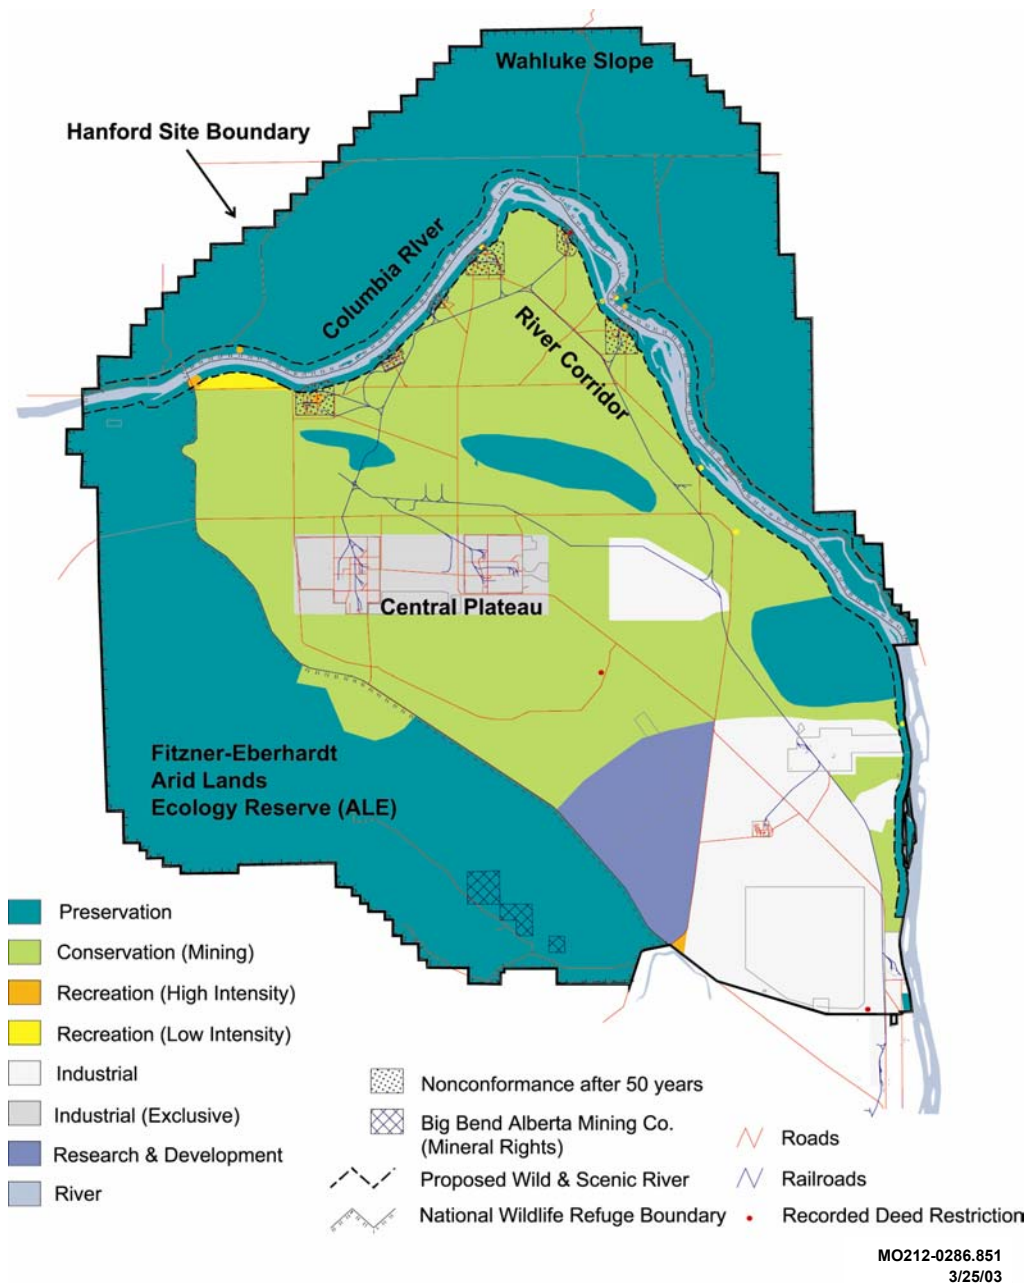 Wahluke Slope
Hanford Site Boundary
Columbia RIver
River Corridor
Central Plateau
Fitzner-Eberhardt
Arid Lands
Ecology Reserve (ALE)
Preservation
Conservation (Mining)
Recreation (High Intensity)
Recreation (Low Intensity)
Industrial
Industrial (Exclusive)
Research & Development
River
Nonconformance after 50 years
Big Bend Alberta Mining Co.
(Mineral Rights)
Proposed Wild & Scenic River
National Wildlife Refuge Boundary
Roads
Railroads
Recorded Deed Restriction
MO212-0286.851
3/25/03